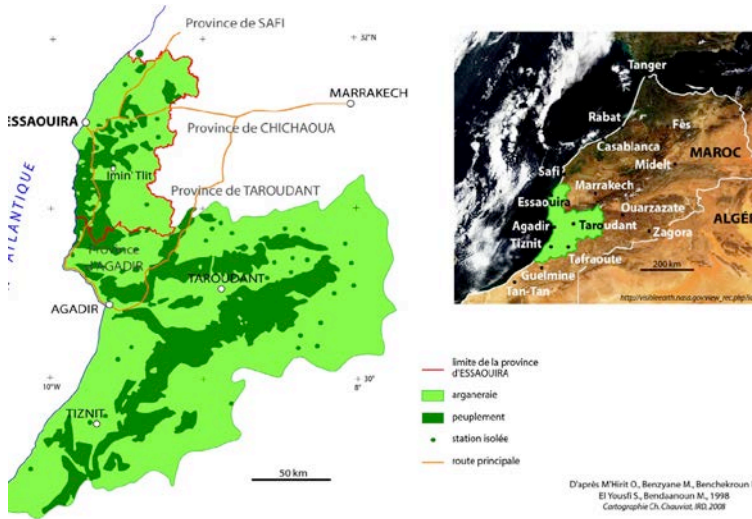 Province de SAFI
32°N
MARRAKECH
ESSAOUIRA
Province de CHICHAOUA
Imin' Tlit
Province de TAROUDANT
ATLANTIQUE
Province
D'AGADIR
TAROUDANT
AGADIR
10°W
8°
30°
TIZNIT
50 km
Tanger
Rabat
Fès
Casablanca
MAROC
Midelt
Safi
Marrakech
Essaouira
Ouarzazate
ALGÉ
Agadir
Taroudant
Zagora
Tiznit
Tafraoute
200 km
Guelmine
Tan-Tan
limite de la province
d'ESSAOUIRA
arganeraie
peuplement
station isolée
route principale
D'après M'Hirit O., Benzyane M., Benchekroun
El Yousfi S., Bendaanoun M., 1998
Cartographie Ch. Chauviat, IRD, 2008